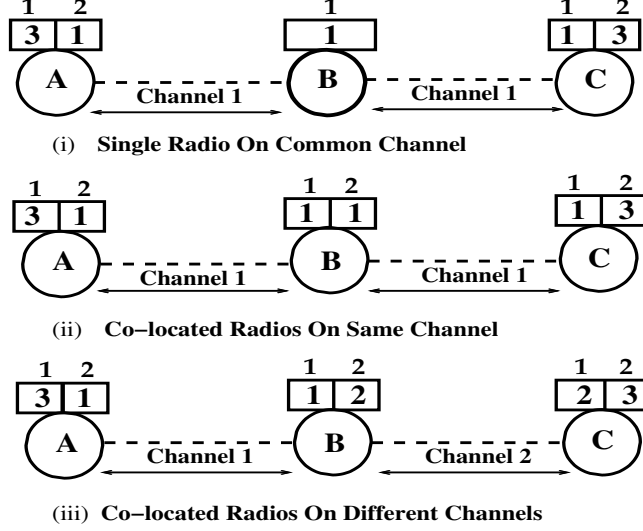 1 2 1 1 2
3 1 1 1 3
A B C
Channel 1 Channel 1
(i) Single Radio On Common Channel
1 2 1 2 1 2
3 1 1 1 1 3
A B C
Channel 1 Channel 1
(ii) Co-located Radios On Same Channel
1 2 1 2 1 2
3 1 1 2 2 3
A B C
Channel 1 Channel 2
(iii) Co-located Radios On Different Channels